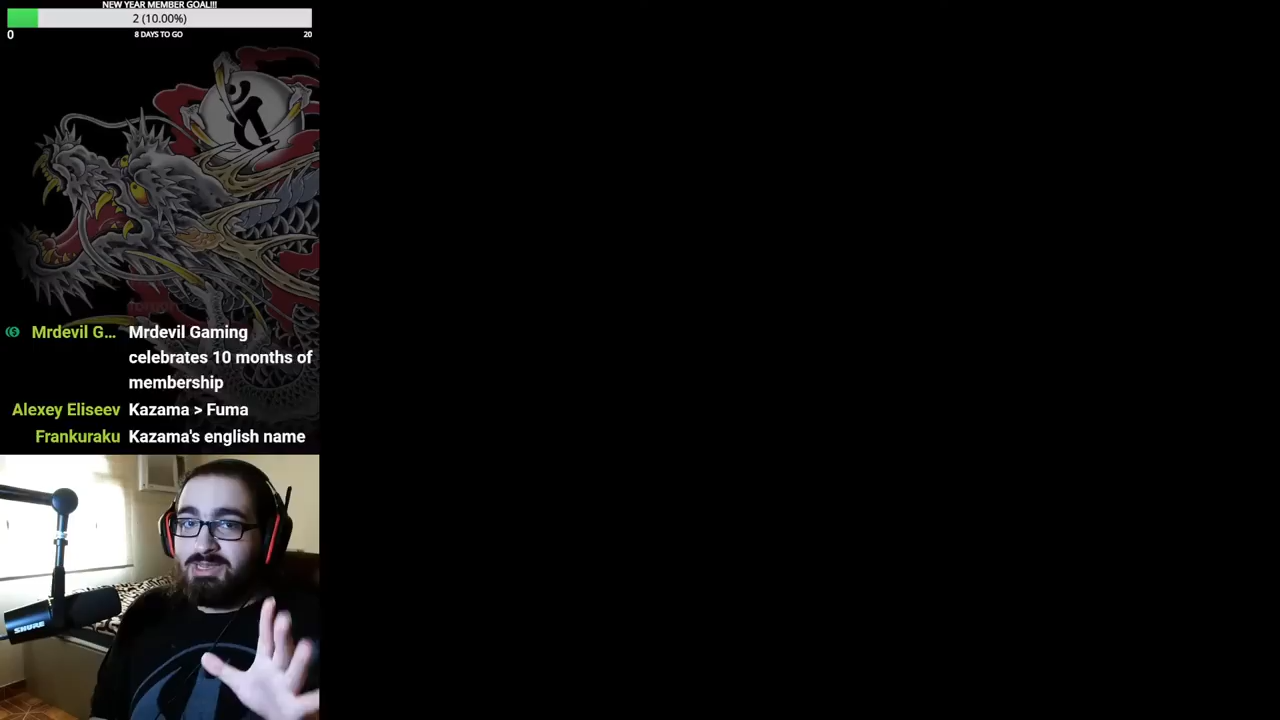 NEW YEAR MEMBER GOAL!!!
2 (10.00%)
0
8 DAYS TO GO
20
Mrdevil G... Mrdevil Gaming
celebrates 10 months of
membership
Alexey Eliseev Kazama > Fuma
Frankuraku Kazama's english name
SHURE